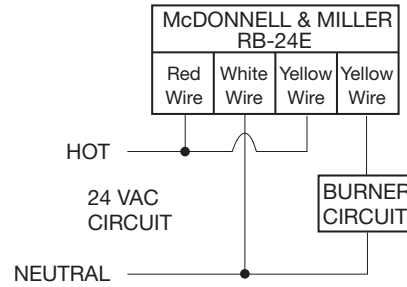 McDONNELL & MILLER
RB-24E
Red Wire
White Wire
Yellow Wire
Yellow Wire
HOT
24 VAC
CIRCUIT
BURNER
CIRCUIT
NEUTRAL